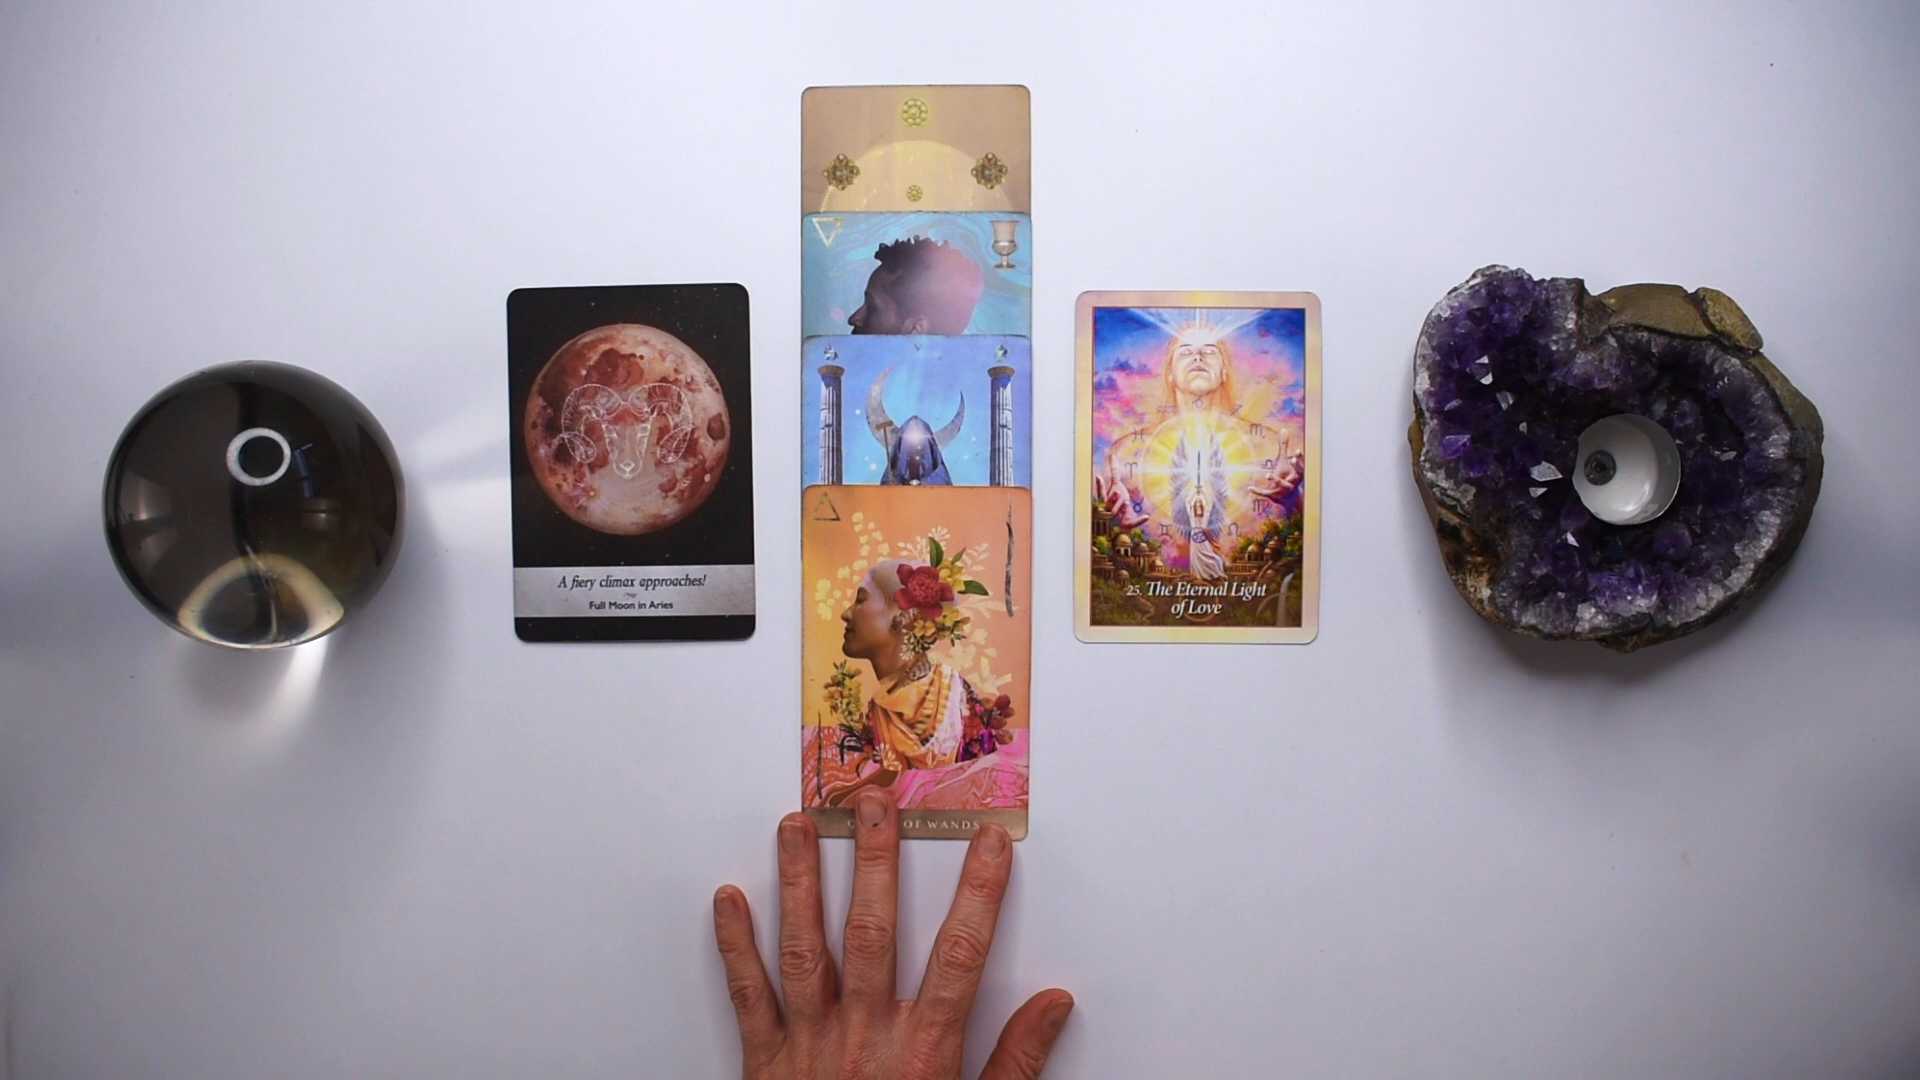 A fiery climax approaches!
Full Moon in Aries
V
OF WANDS
25. The Eternal Light
of Love